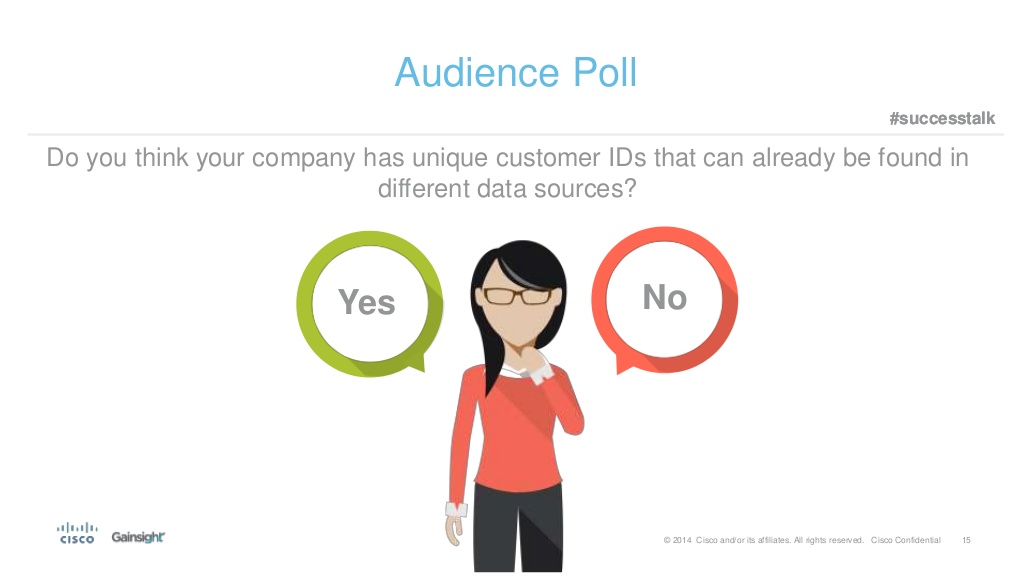 Audience Poll
#successtalk
Do you think your company has unique customer IDs that can already be found in
different data sources?
Yes
No
CISCO
Gainsight
© 2014 Cisco and/or its affiliates. All rights reserved. Cisco Confidential 15